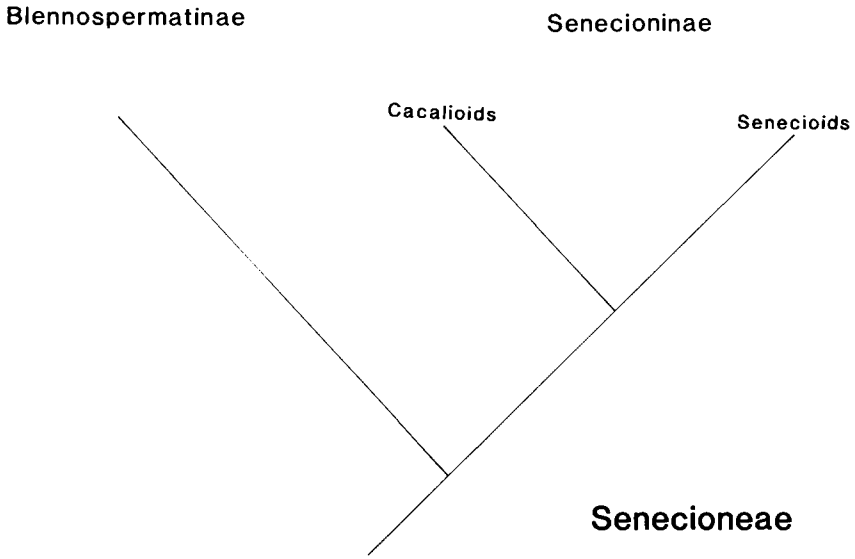 Blennospermatinae
Senecioninae
Cacalioids
Senecioids
Senecioneae